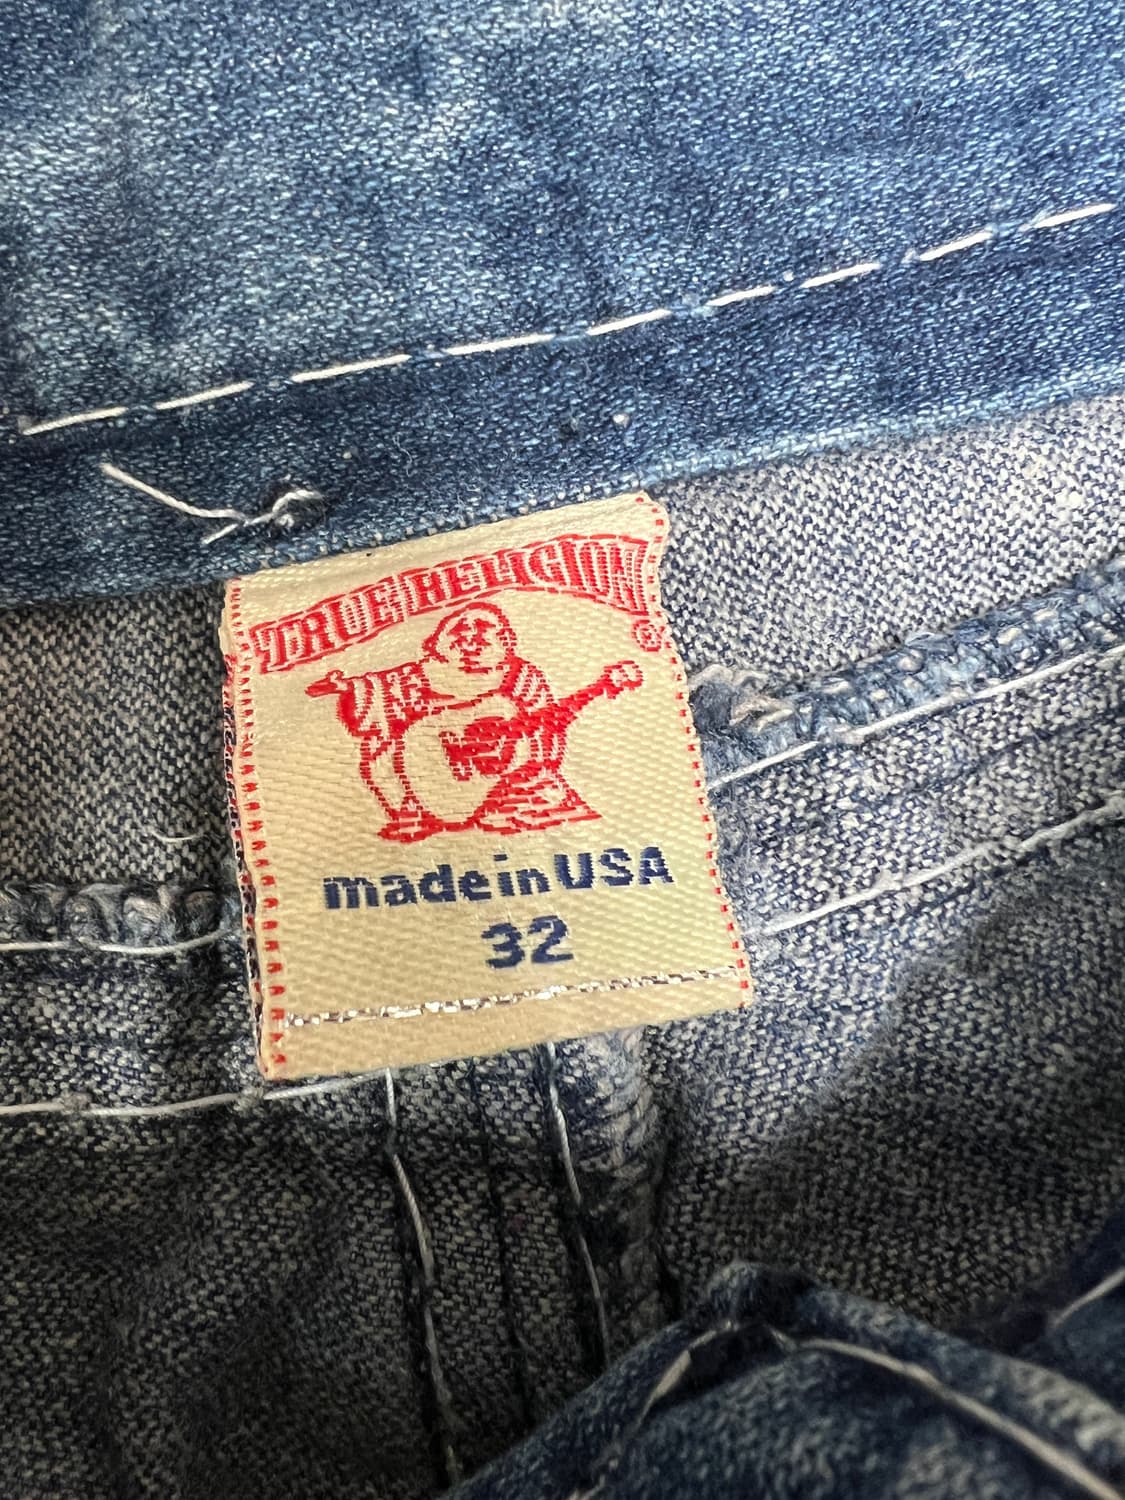 TRUE RELIGION
®
made in USA
32